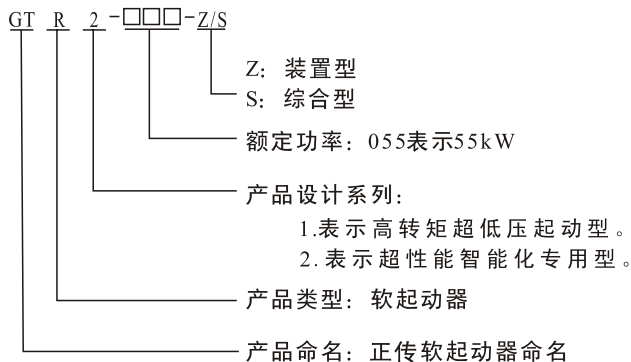 GT R 2-□□□-Z/S
Z：装置型
S：综合型
额定功率：055表示55kW
产品设计系列：
1.表示高转矩超低压起动型。
2.表示超性能智能化专用型。
产品类型：软起动器
产品命名：正传软起动器命名